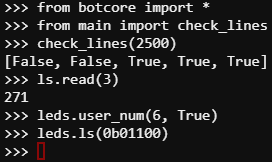 >>> from botcore import *
>>> from main import check_lines
>>> check_lines(2500)
[False, False, True, True, True]
>>> ls.read(3)
271
>>> leds.user_num(6, True)
>>> leds.ls(0b01100)
>>>